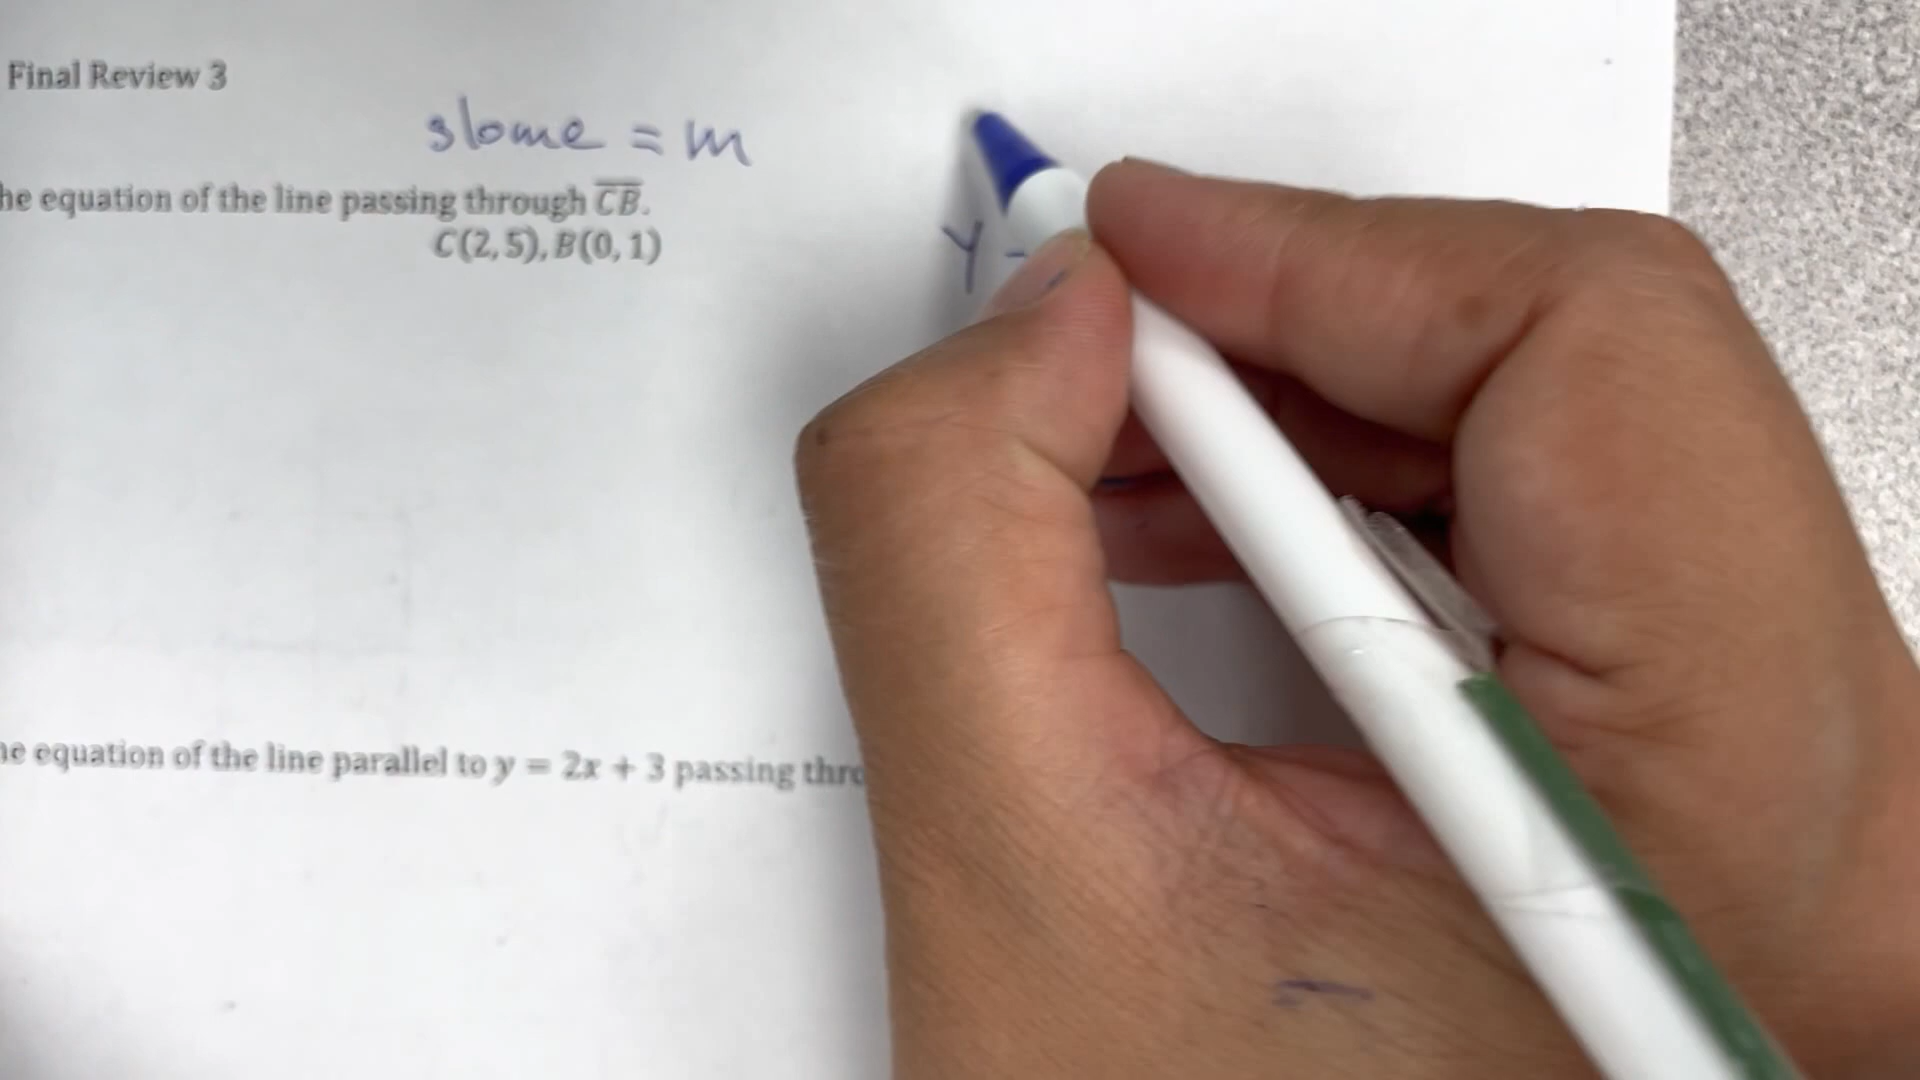 Final Review 3
slome = m
he equation of the line passing through CB.
C(2,5), B(0, 1)
y -
he equation of the line parallel to y = 2x + 3 passing thro